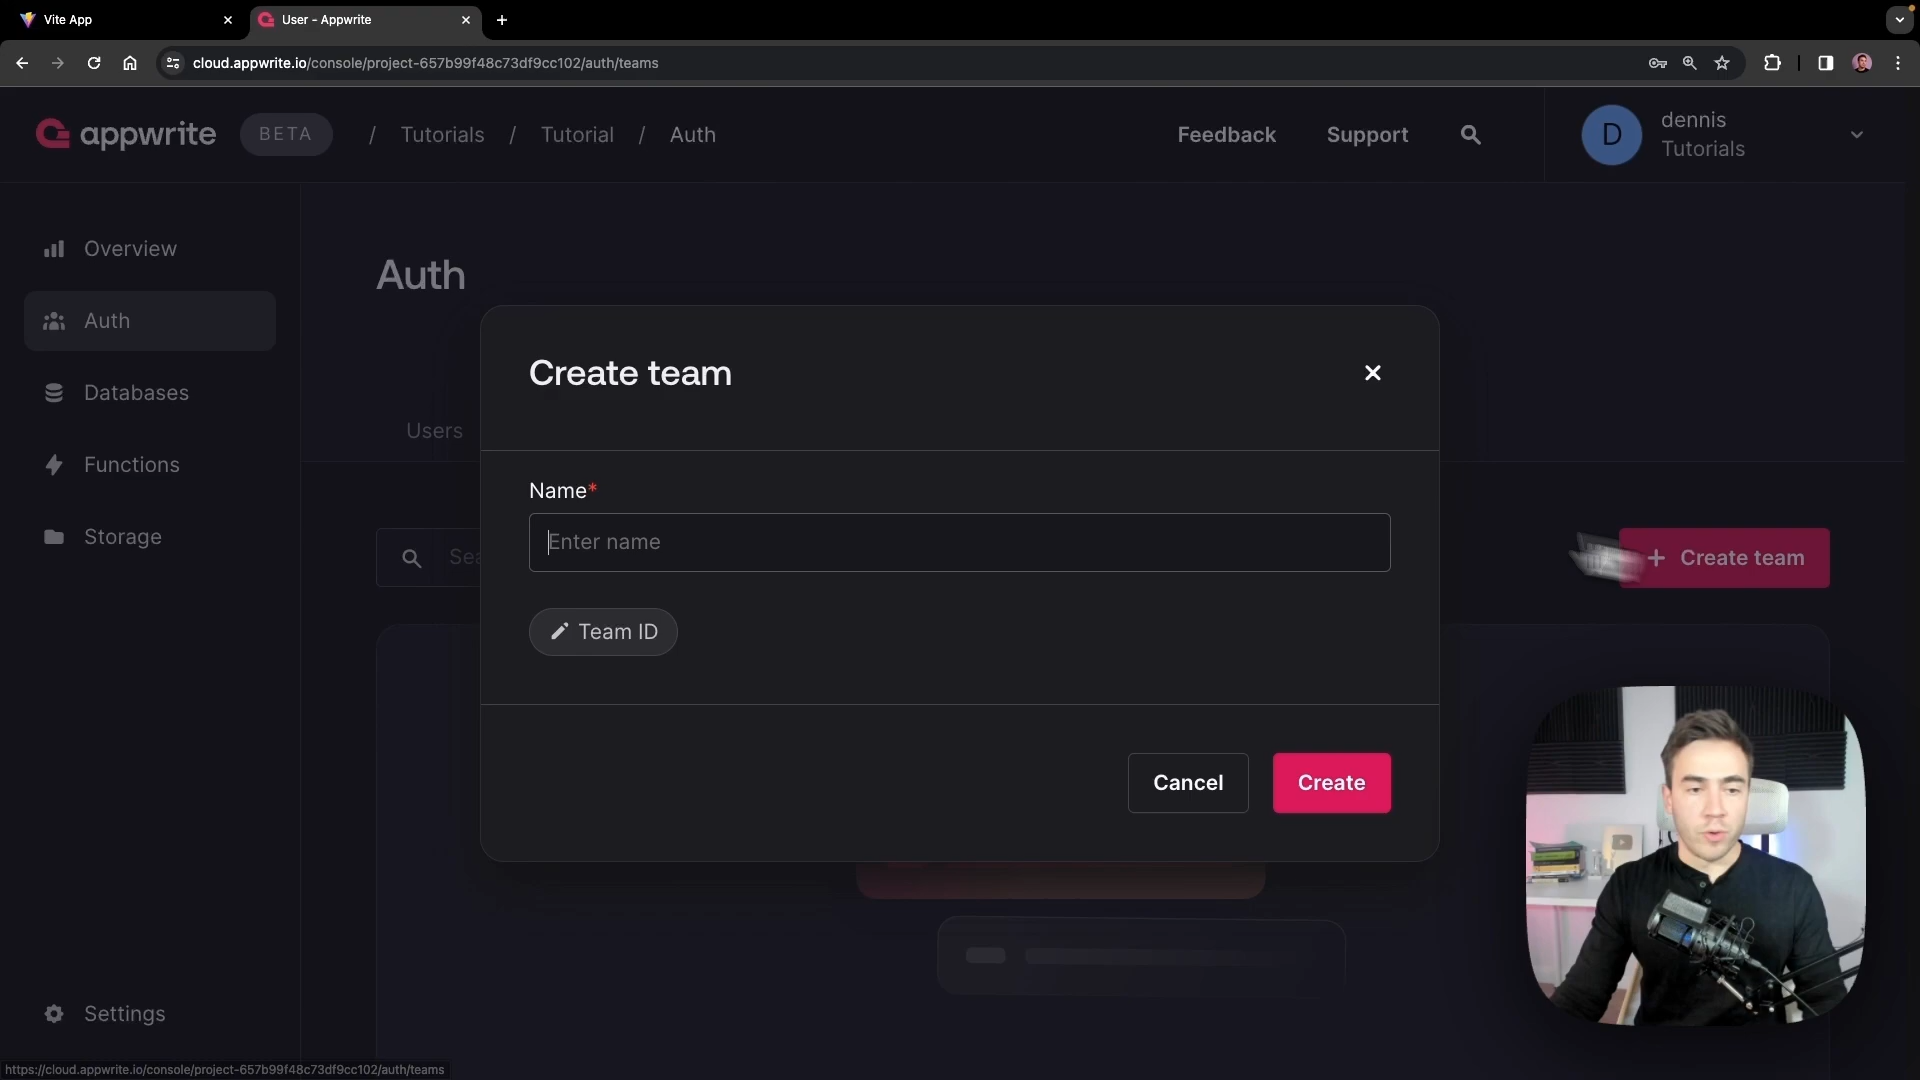 Vite App
User - Appwrite
cloud.appwrite.io/console/project-657b99f48c73df9cc102/auth/teams
appwrite
BETA
/ Tutorials / Tutorial / Auth
Feedback
Support
D
dennis
Tutorials
Overview
Auth
Databases
Functions
Storage
Settings
Auth
Users
Sea
Create team
Create team
Name*
Enter name
Team ID
Cancel
Create
https://cloud.appwrite.io/console/project-657b99f48c73df9cc102/auth/teams